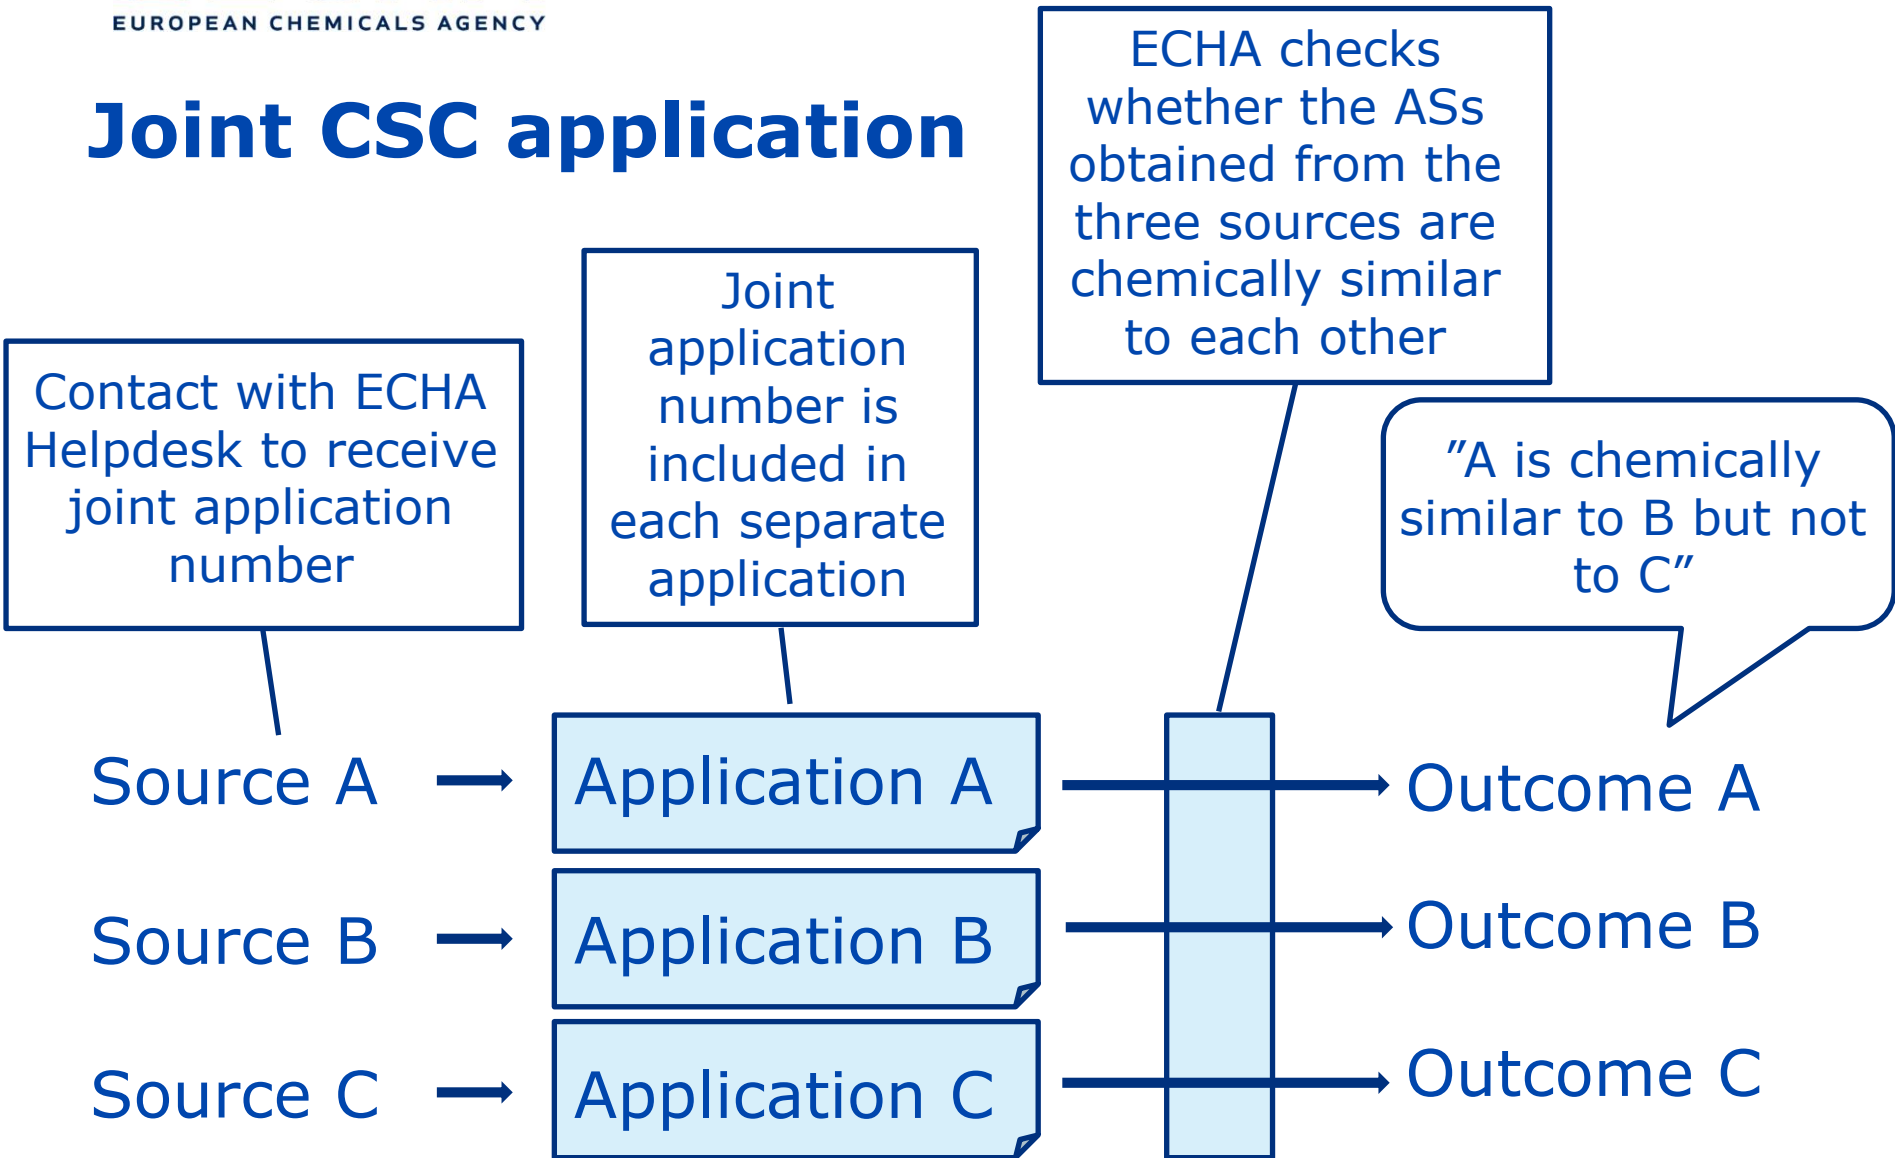 EUROPEAN CHEMICALS AGENCY
Joint CSC application
ECHA checks
whether the ASs
obtained from the
three sources are
chemically similar
to each other
Joint
application
number is
included in
each separate
application
Contact with ECHA
Helpdesk to receive
joint application
number
”A is chemically
similar to B but not
to C”
Source A
Application A
Outcome A
Source B
Application B
Outcome B
Source C
Application C
Outcome C